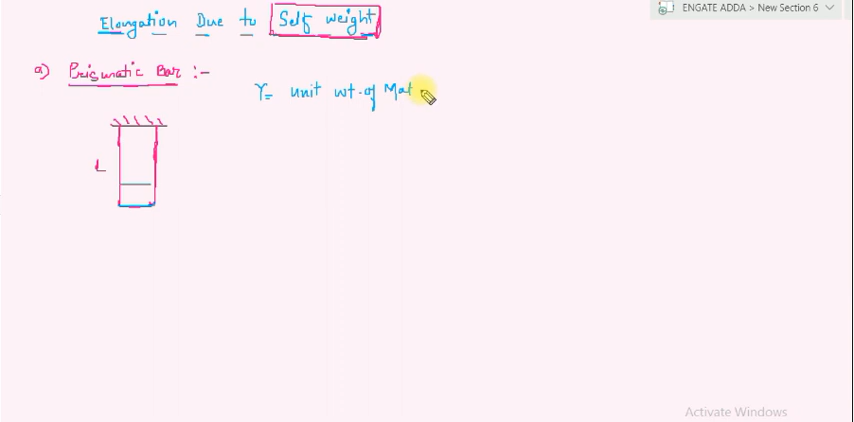 ENGATE ADDA > New Section 6
Elongation Due to Self weight
a) Prismatic Bar :-
γ= unit wt. of Mat
L
Activate Windows